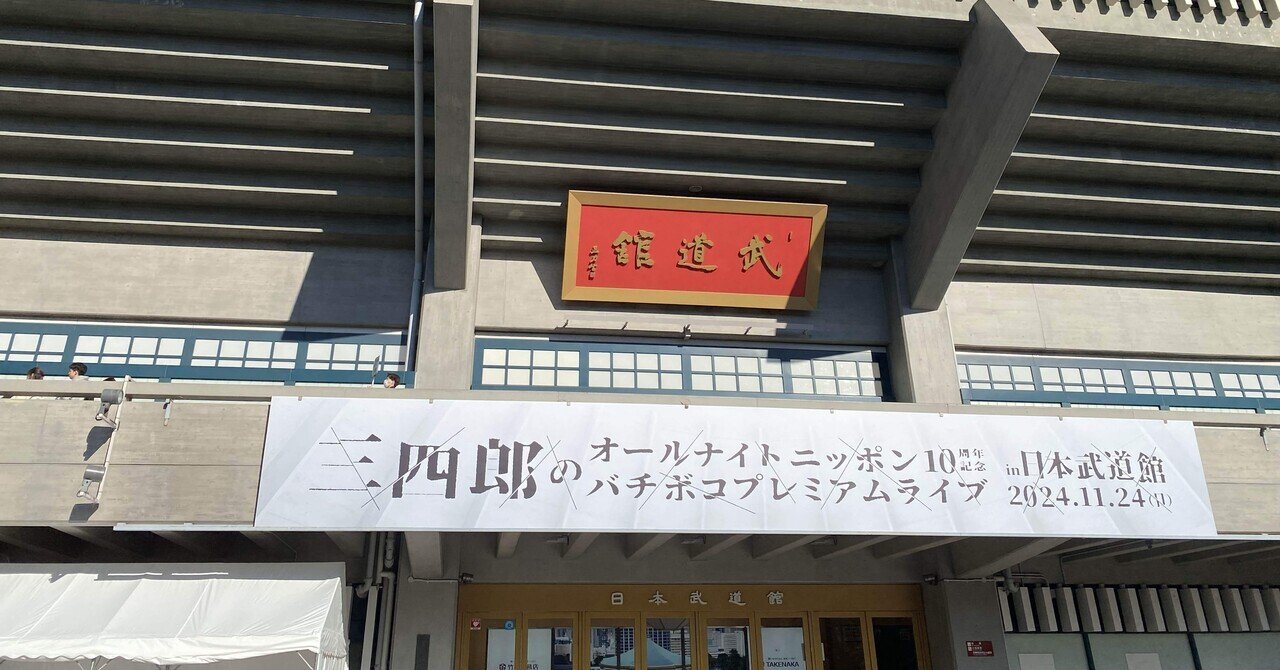 武道館
三四郎の
オールナイトニッポン10周年記念
バチボコプレミアムライブ
in日本武道館
2024.11.24(日)
日本武道館
TAKENAKA